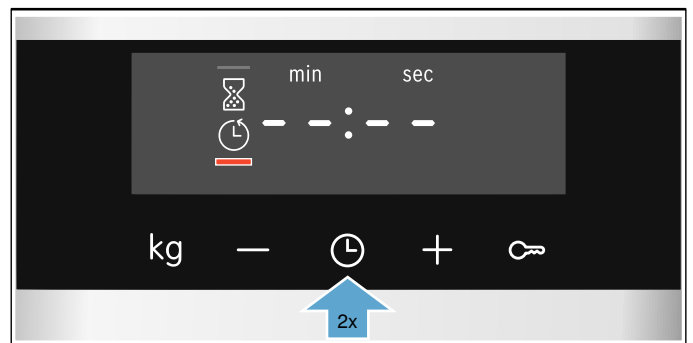 min sec
--:--
kg − +
2x